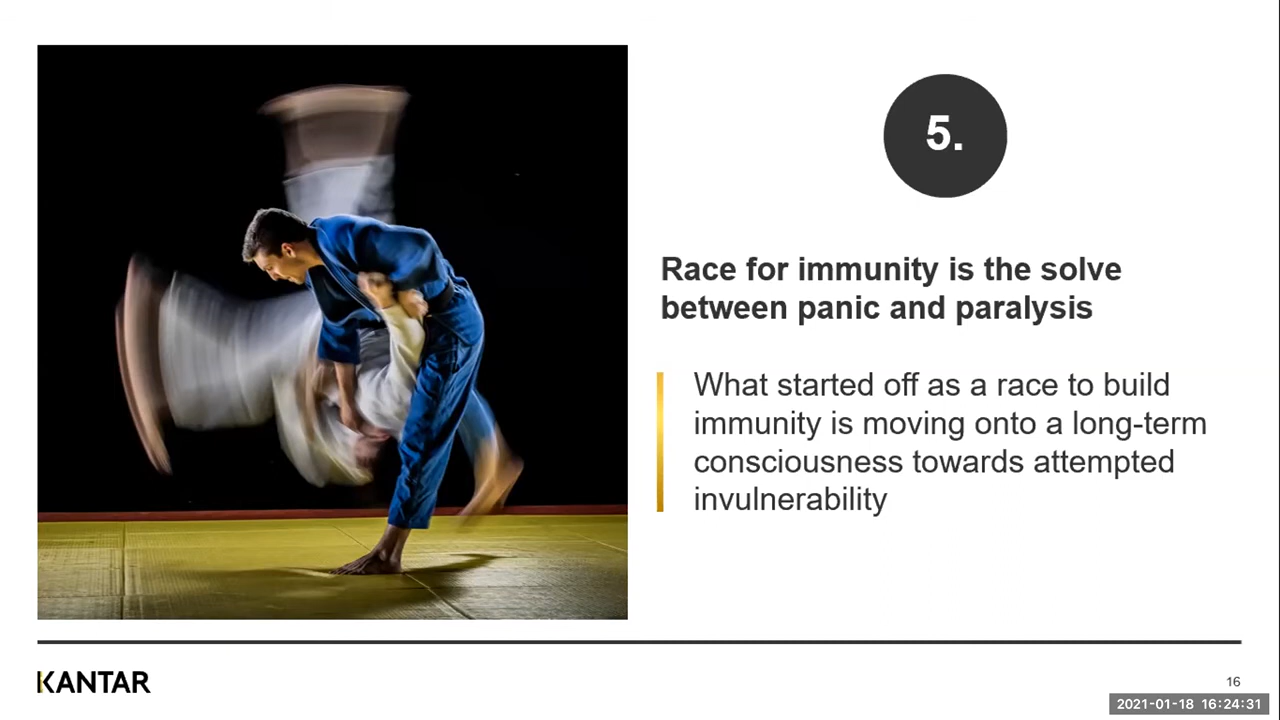 5.
Race for immunity is the solve
between panic and paralysis
What started off as a race to build
immunity is moving onto a long-term
consciousness towards attempted
invulnerability
KANTAR
16
2021-01-18 16:24:31